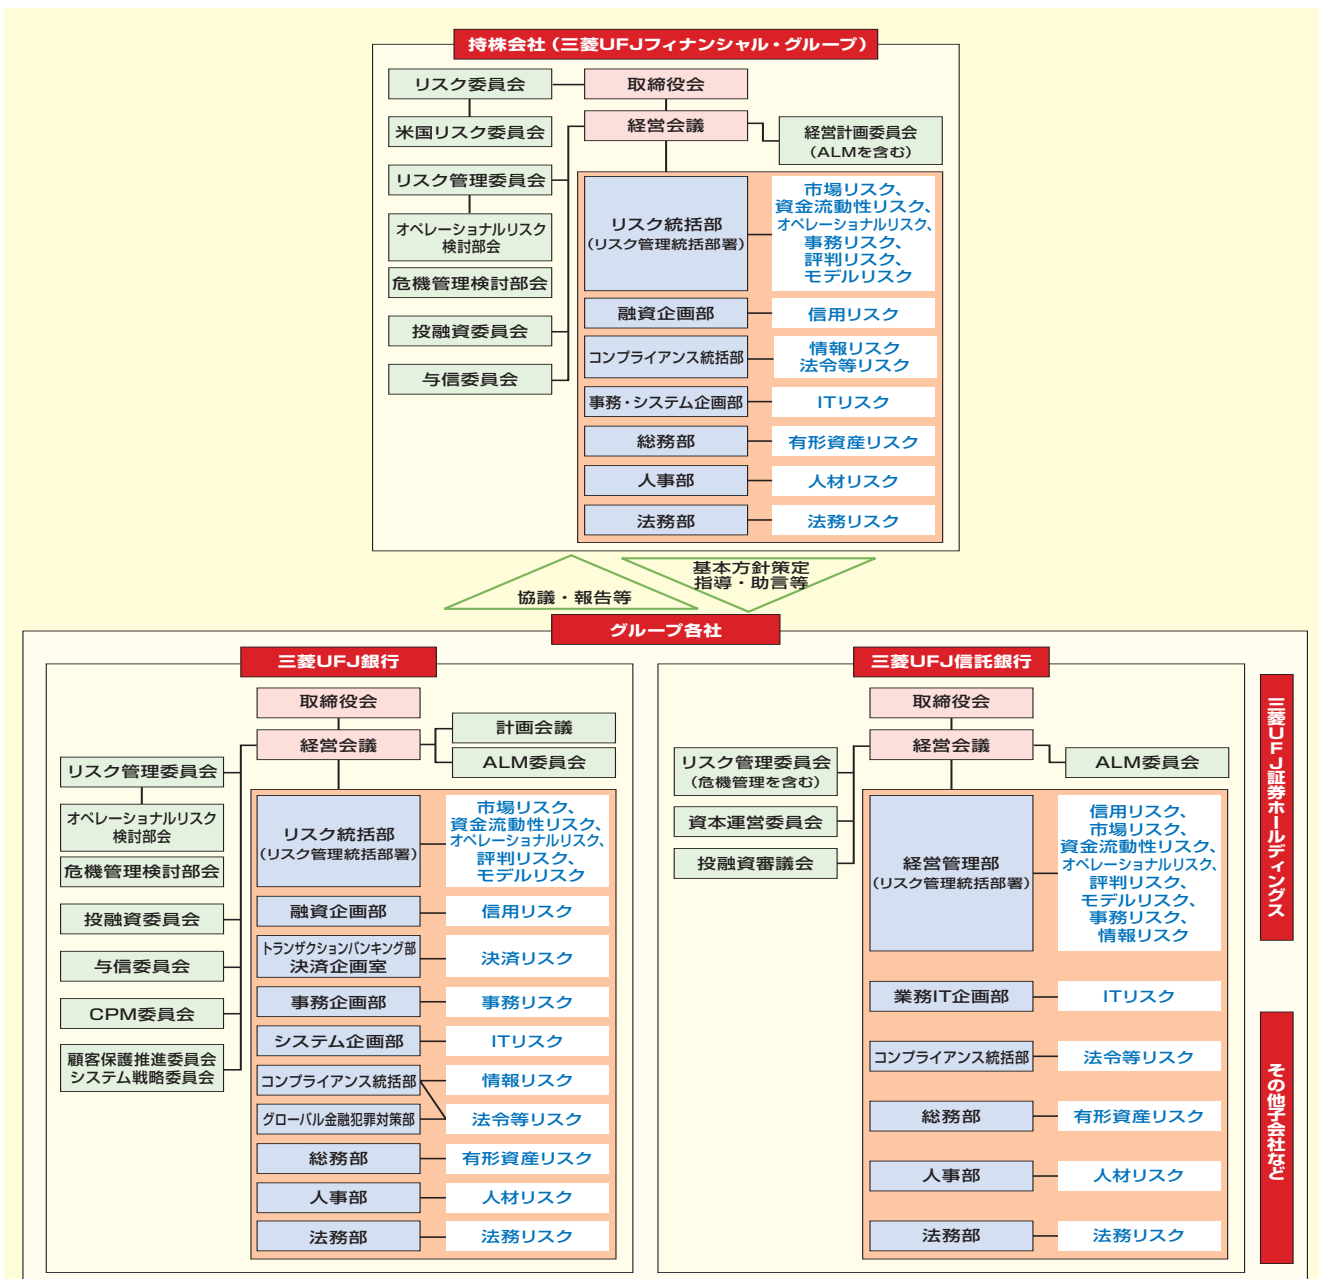 持株会社（三菱UFJフィナンシャル・グループ）
リスク委員会
取締役会
米国リスク委員会
経営会議
経営計画委員会
（ALMを含む）
リスク管理委員会
オペレーショナルリスク
検討部会
危機管理検討部会
投融資委員会
与信委員会
リスク統括部
（リスク管理統括部署）
市場リスク、
資金流動性リスク、
オペレーショナルリスク、
事務リスク、
評判リスク、
モデルリスク
融資企画部
信用リスク
コンプライアンス統括部
情報リスク
法令等リスク
事務・システム企画部
ITリスク
総務部
有形資産リスク
人事部
人材リスク
法務部
法務リスク
協議・報告等
基本方針策定
指導・助言等
グループ各社
三菱UFJ銀行
取締役会
経営会議
計画会議
ALM委員会
リスク管理委員会
オペレーショナルリスク
検討部会
危機管理検討部会
投融資委員会
与信委員会
CPM委員会
顧客保護推進委員会
システム戦略委員会
リスク統括部
（リスク管理統括部署）
市場リスク、
資金流動性リスク、
オペレーショナルリスク、
評判リスク、
モデルリスク
融資企画部
信用リスク
トランザクションバンキング部
決済企画室
決済リスク
事務企画部
事務リスク
システム企画部
ITリスク
コンプライアンス統括部
情報リスク
グローバル金融犯罪対策部
法令等リスク
総務部
有形資産リスク
人事部
人材リスク
法務部
法務リスク
三菱UFJ信託銀行
取締役会
経営会議
ALM委員会
リスク管理委員会
（危機管理を含む）
資本運営委員会
投融資審議会
経営管理部
（リスク管理統括部署）
信用リスク、
市場リスク、
資金流動性リスク、
オペレーショナルリスク、
評判リスク、
モデルリスク、
事務リスク、
情報リスク
業務IT企画部
ITリスク
コンプライアンス統括部
法令等リスク
総務部
有形資産リスク
人事部
人材リスク
法務部
法務リスク
三菱UFJ証券ホールディングス
その他子会社など